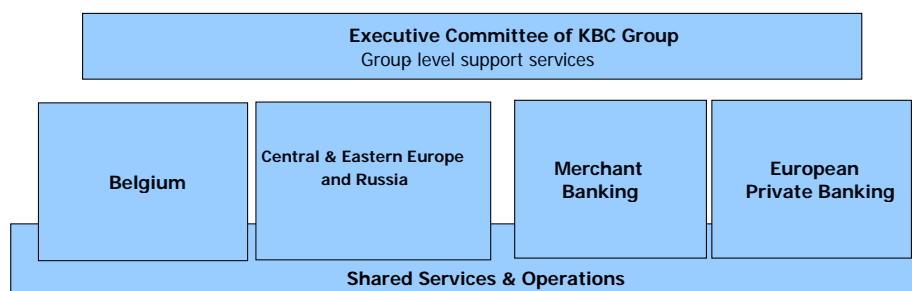 Executive Committee of KBC Group
Group level support services
Belgium
Central & Eastern Europe
and Russia
Merchant
Banking
European
Private Banking
Shared Services & Operations